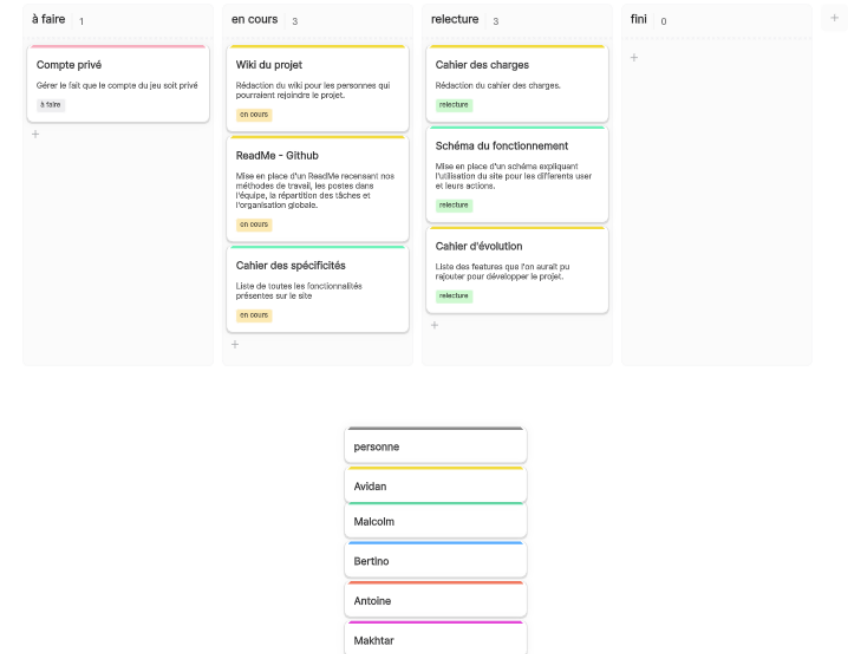 à faire 1
Compte privé
Gérer le fait que le compte du jeu soit privé
à faire
+
en cours 3
Wiki du projet
Rédaction du wiki pour les personnes qui
pourraient rejoindre le projet.
en cours
ReadMe - Github
Mise en place d'un ReadMe recensant nos
méthodes de travail, les postes dans
l'équipe, la répartition des tâches et
l'organisation globale.
en cours
Cahier des spécificités
Liste de toutes les fonctionnalités
présentes sur le site
en cours
+
relecture 3
Cahier des charges
Rédaction du cahier des charges.
relecture
Schéma du fonctionnement
Mise en place d'un schéma expliquant
l'utilisation du site pour les différents user
et leurs actions.
relecture
Cahier d'évolution
Liste des features que l'on aurait pu
rajouter pour développer le projet.
relecture
+
fini 0
+
+
personne
Avidan
Malcolm
Bertino
Antoine
Makhtar